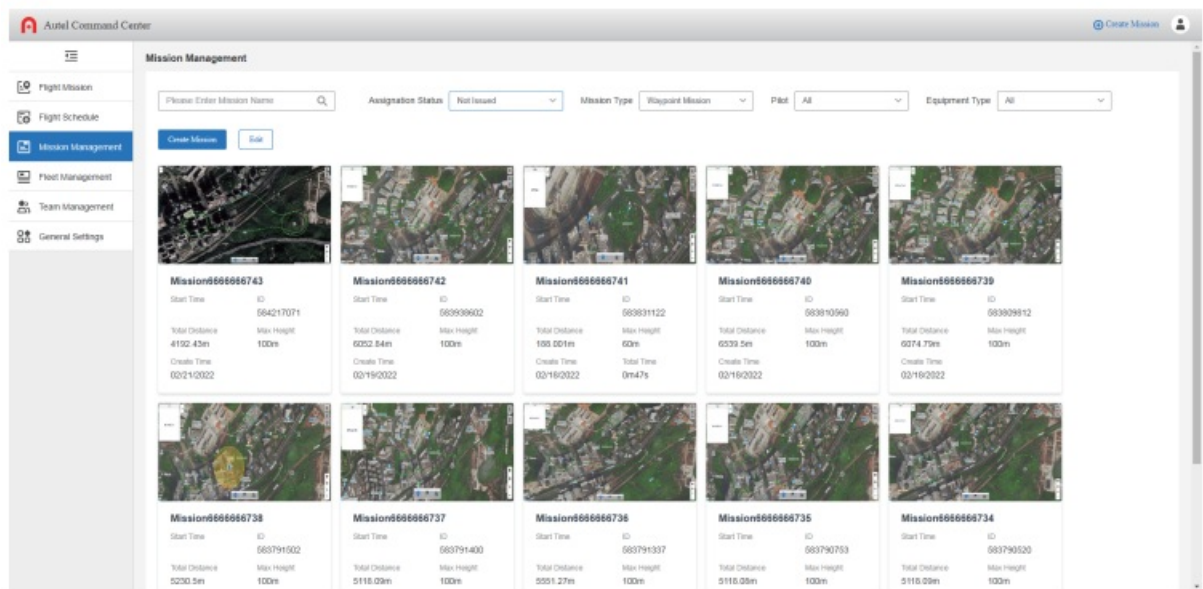 Autel Command Center
Create Mission
Mission Management
Flight Mission
Flight Schedule
Mission Management
Fleet Management
Team Management
General Settings
Please Enter Mission Name
Assignation Status Not Issued
Mission Type Waypoint Mission
Pilot All
Equipment Type All
Create Mission Edit
Mission6666666743
Start Time ID
584217071
Total Distance Max Height
4192.43m 100m
Create Time
02/21/2022
Mission6666666742
Start Time ID
583938602
Total Distance Max Height
6052.84m 100m
Create Time
02/19/2022
Mission6666666741
Start Time ID
583831122
Total Distance Max Height
188.001m 60m
Create Time Total Time
02/18/2022 0m47s
Mission6666666740
Start Time ID
583810560
Total Distance Max Height
6539.5m 100m
Create Time
02/18/2022
Mission6666666739
Start Time ID
583809812
Total Distance Max Height
6074.79m 100m
Create Time
02/18/2022
Mission6666666738
Start Time ID
583791502
Total Distance Max Height
5230.5m 100m
Mission6666666737
Start Time ID
583791400
Total Distance Max Height
5118.09m 100m
Mission6666666736
Start Time ID
583791337
Total Distance Max Height
5551.27m 100m
Mission6666666735
Start Time ID
583790753
Total Distance Max Height
5118.08m 100m
Mission6666666734
Start Time ID
583790520
Total Distance Max Height
5118.09m 100m